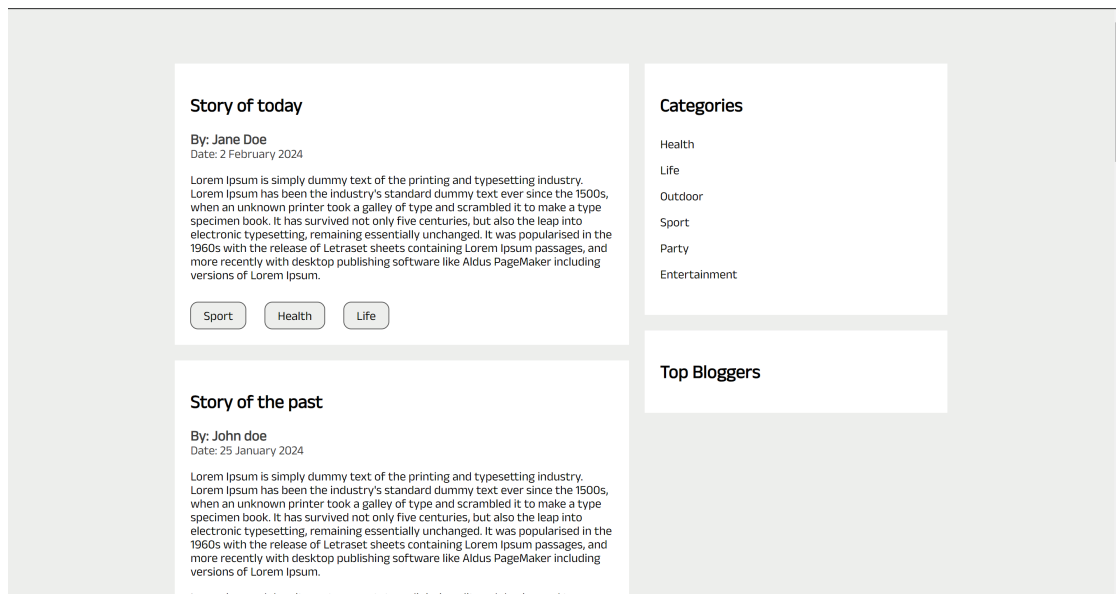 Story of today
By: Jane Doe
Date: 2 February 2024
Lorem Ipsum is simply dummy text of the printing and typesetting industry.
Lorem Ipsum has been the industry's standard dummy text ever since the 1500s,
when an unknown printer took a galley of type and scrambled it to make a type
specimen book. It has survived not only five centuries, but also the leap into
electronic typesetting, remaining essentially unchanged. It was popularised in the
1960s with the release of Letraset sheets containing Lorem Ipsum passages, and
more recently with desktop publishing software like Aldus PageMaker including
versions of Lorem Ipsum.
Sport Health Life
Story of the past
By: John doe
Date: 25 January 2024
Lorem Ipsum is simply dummy text of the printing and typesetting industry.
Lorem Ipsum has been the industry's standard dummy text ever since the 1500s,
when an unknown printer took a galley of type and scrambled it to make a type
specimen book. It has survived not only five centuries, but also the leap into
electronic typesetting, remaining essentially unchanged. It was popularised in the
1960s with the release of Letraset sheets containing Lorem Ipsum passages, and
more recently with desktop publishing software like Aldus PageMaker including
versions of Lorem Ipsum.
Categories
Health
Life
Outdoor
Sport
Party
Entertainment
Top Bloggers